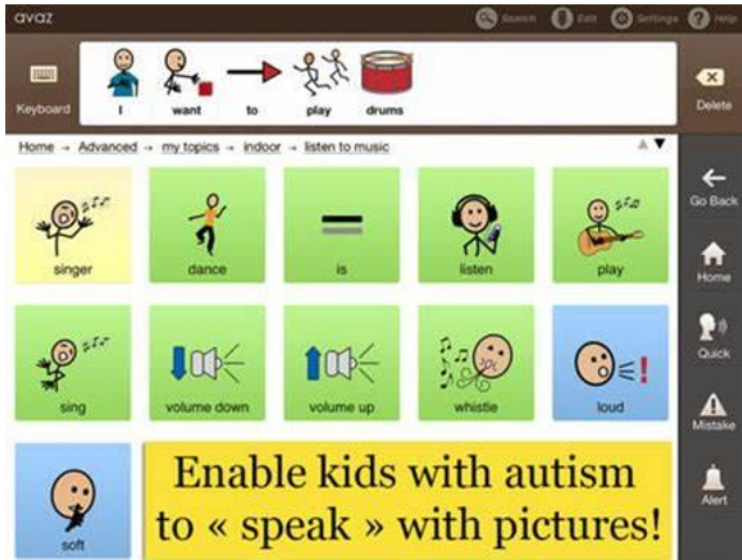 avaz
Search Edit Settings Help
Keyboard
I want to play drums
Delete
Home → Advanced → my topics → indoor → listen to music
singer dance is listen play
Go Back
Home
sing volume down volume up whistle loud
Quick
Mistake
soft
Enable kids with autism
to « speak » with pictures!
Alert